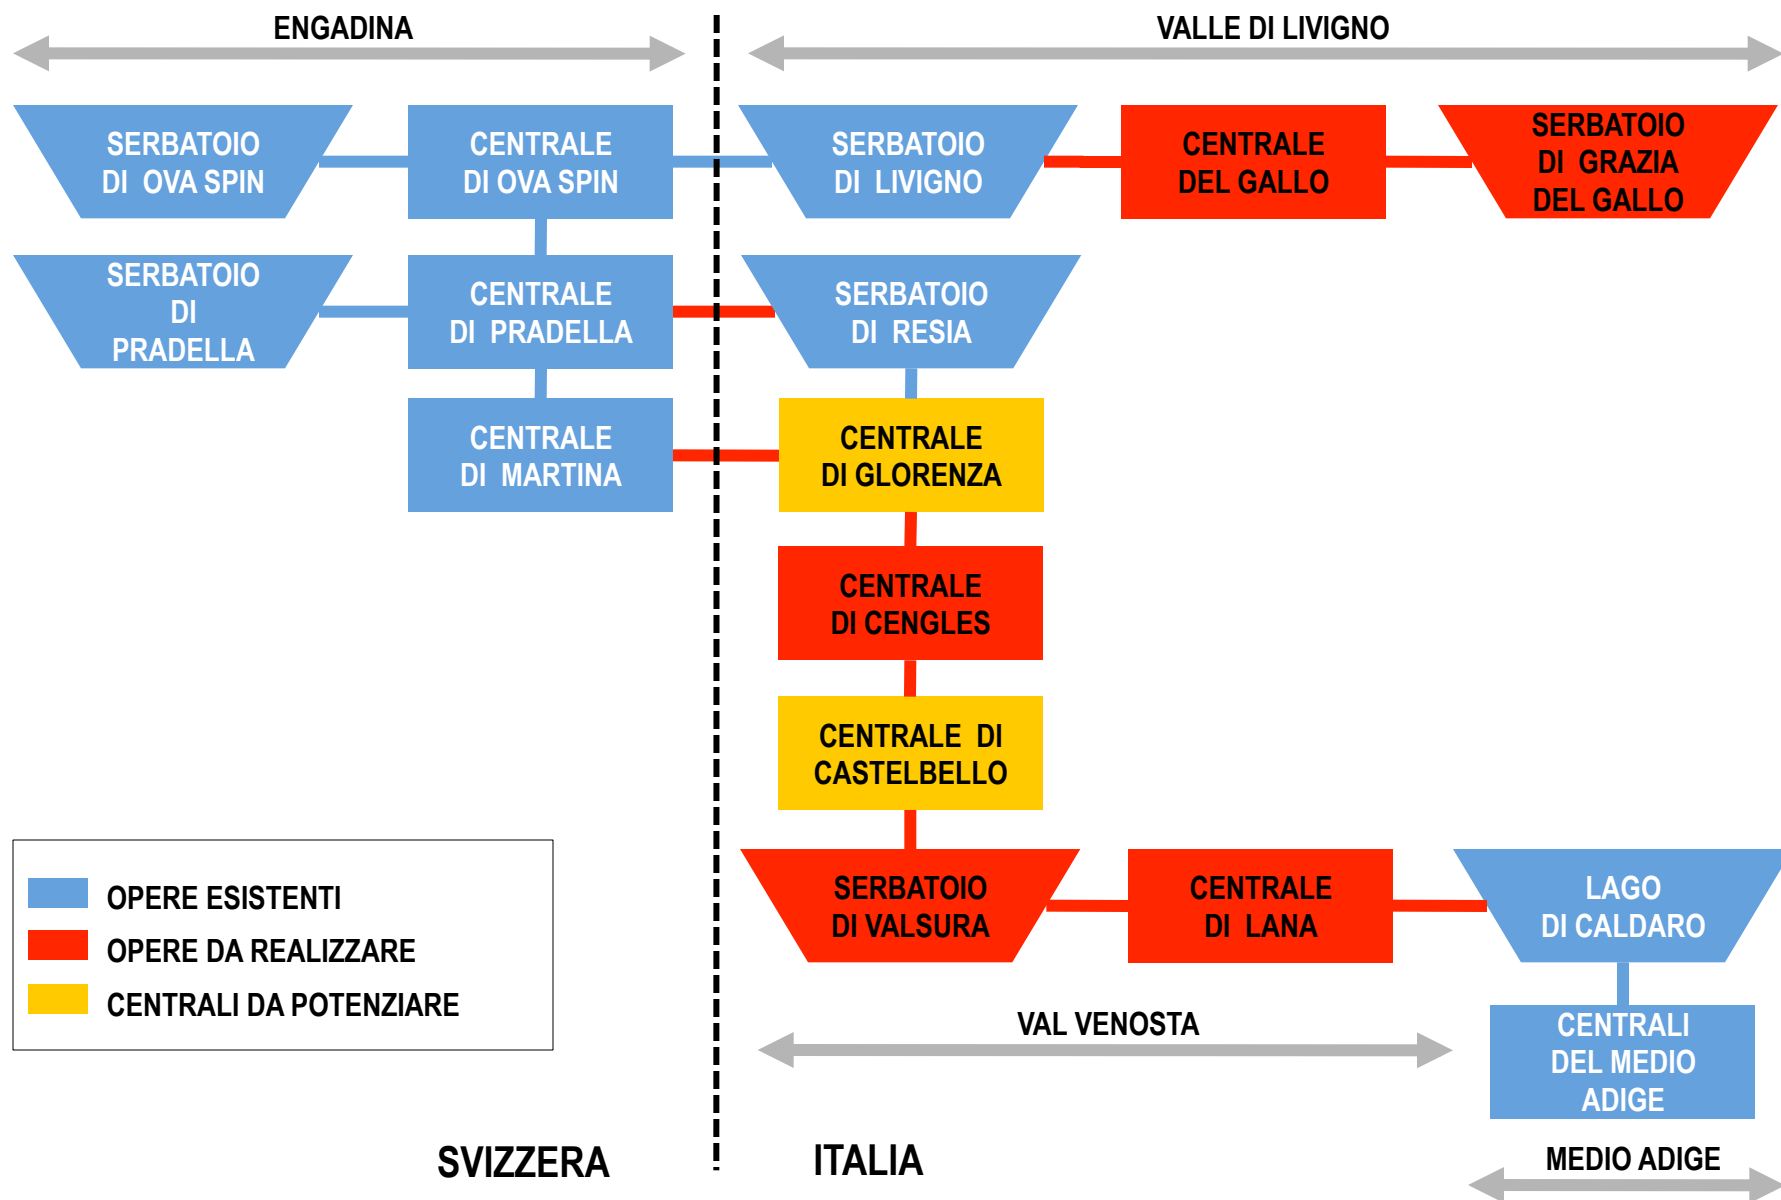 ENGADINA
VALLE DI LIVIGNO
SERBATOIO
DI OVA SPIN
CENTRALE
DI OVA SPIN
SERBATOIO
DI LIVIGNO
CENTRALE
DEL GALLO
SERBATOIO
DI GRAZIA
DEL GALLO
SERBATOIO
DI
PRADELLA
CENTRALE
DI PRADELLA
SERBATOIO
DI RESIA
CENTRALE
DI MARTINA
CENTRALE
DI GLORENZA
CENTRALE
DI CENGLES
CENTRALE DI
CASTELBELLO
SERBATOIO
DI VALSURA
CENTRALE
DI LANA
LAGO
DI CALDARO
OPERE ESISTENTI
OPERE DA REALIZZARE
CENTRALI DA POTENZIARE
VAL VENOSTA
CENTRALI
DEL MEDIO
ADIGE
SVIZZERA
ITALIA
MEDIO ADIGE